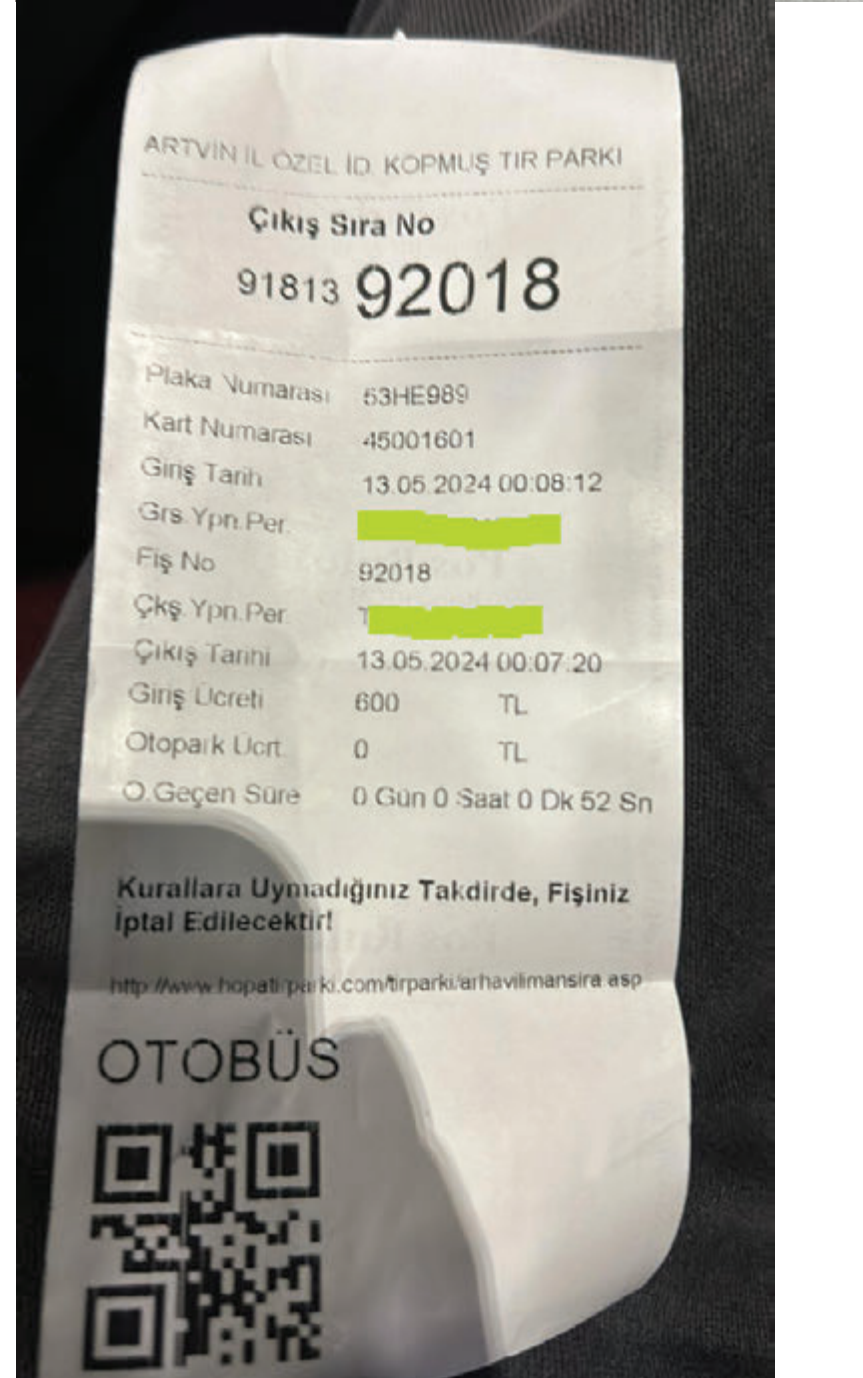 ARTVİN İL ÖZEL İD. KOPMUŞ TIR PARKI
Çıkış Sıra No
91813 92018
Plaka Numarası 53HE989
Kart Numarası 45001601
Giriş Tarih 13.05.2024 00:08:12
Grs.Ypn.Per.
Fiş No 92018
Çkş.Ypn.Per. T
Çıkış Tarihi 13.05.2024 00:07:20
Giriş Ücreti 600 TL
Otopark Ücrt. 0 TL
O.Geçen Süre 0 Gün 0 Saat 0 Dk 52 Sn
Kurallara Uymadığınız Takdirde, Fişiniz
İptal Edilecektir!
http://www.hopatirparki.com/tirparki/arhavilimansira.asp
OTOBÜS